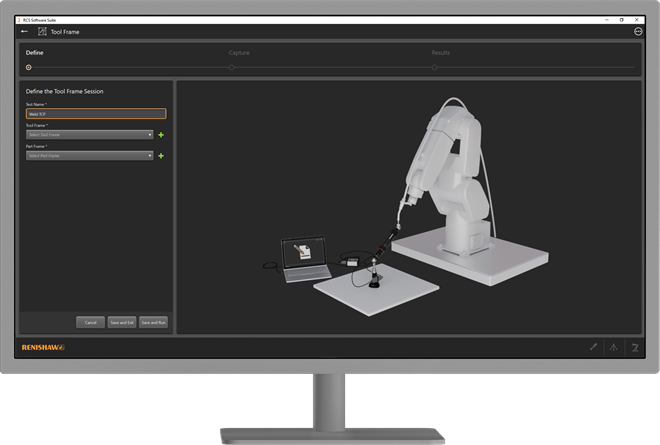 RCS Software Suite
Tool Frame
Define
Capture
Results
Define the Tool Frame Session
Test Name *
Weld TCP
Tool Frame *
Select Tool Frame
Part Frame *
Select Part Frame
Cancel
Save and Exit
Save and Run
RENISHAW